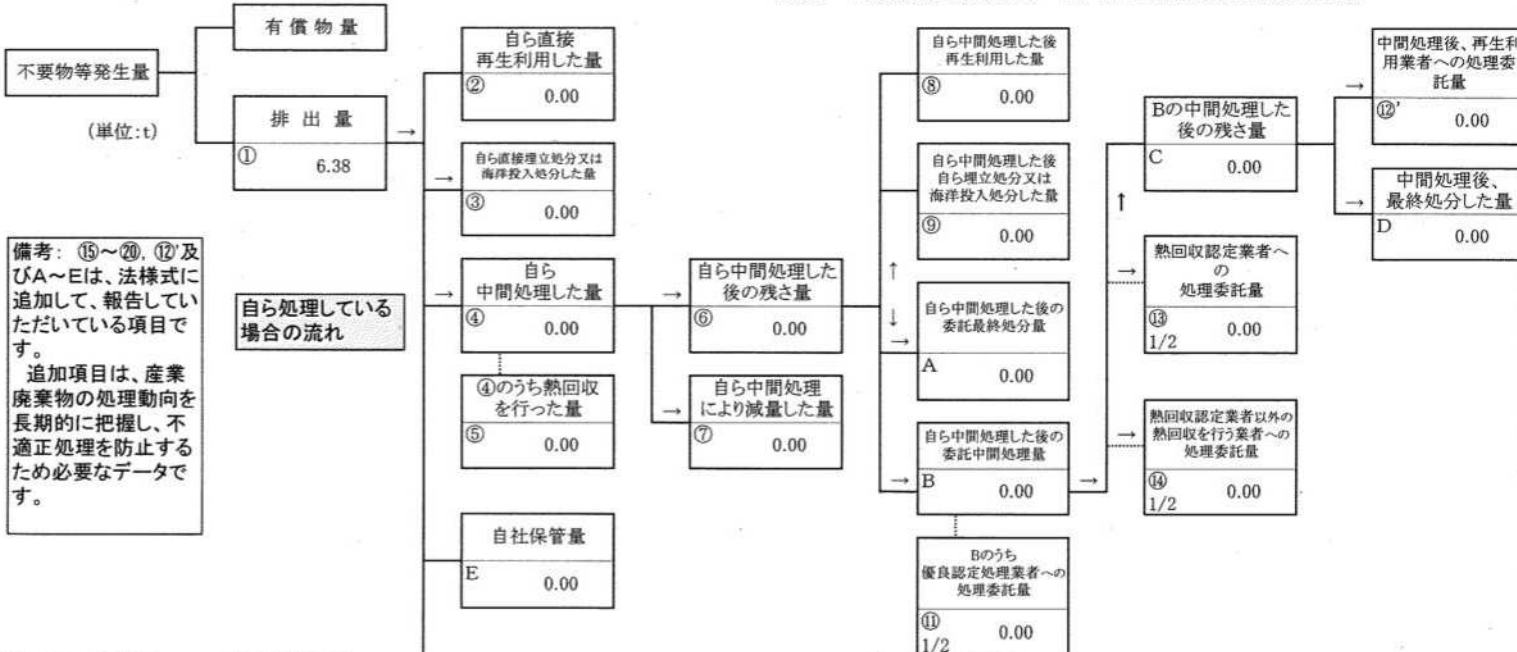 不要物等発生量
(単位:t)
有償物量
排出量
→
①
6.38
備考: ⑮~⑳, ⑫'及
びA~Eは、法様式に
追加して、報告してい
ただいている項目で
す。
追加項目は、産業
廃棄物の処理動向を
長期的に把握し、不
適正処理を防止する
ため必要なデータで
す。
自ら処理している
場合の流れ
自ら直接
再生利用した量
②
0.00
→
自ら直接埋立処分又は
海洋投入処分した量
③
0.00
→
自ら
中間処理した量
④
0.00
④のうち熱回収
を行った量
⑤
0.00
自社保管量
E
0.00
→
自ら中間処理した
後の残さ量
⑥
0.00
→
自ら中間処理
により減量した量
⑦
0.00
自ら中間処理した後
再生利用した量
⑧
0.00
自ら中間処理した後
自ら埋立処分又は
海洋投入処分した量
⑨
0.00
↑
↓
→
自ら中間処理した後の
委託最終処分量
A
0.00
→
自ら中間処理した後の
委託中間処理量
B
0.00
→
Bのうち
優良認定処理業者への
処理委託量
⑪
1/2
0.00
Bの中間処理した
後の残さ量
C
0.00
↑
→
熱回収認定業者へ
の
処理委託量
⑬
1/2
0.00
→
熱回収認定業者以外の
熱回収を行う業者への
処理委託量
⑭
1/2
0.00
→
中間処理後、再生利
用業者への処理委
託量
⑫'
0.00
→
中間処理後、
最終処分した量
D
0.00